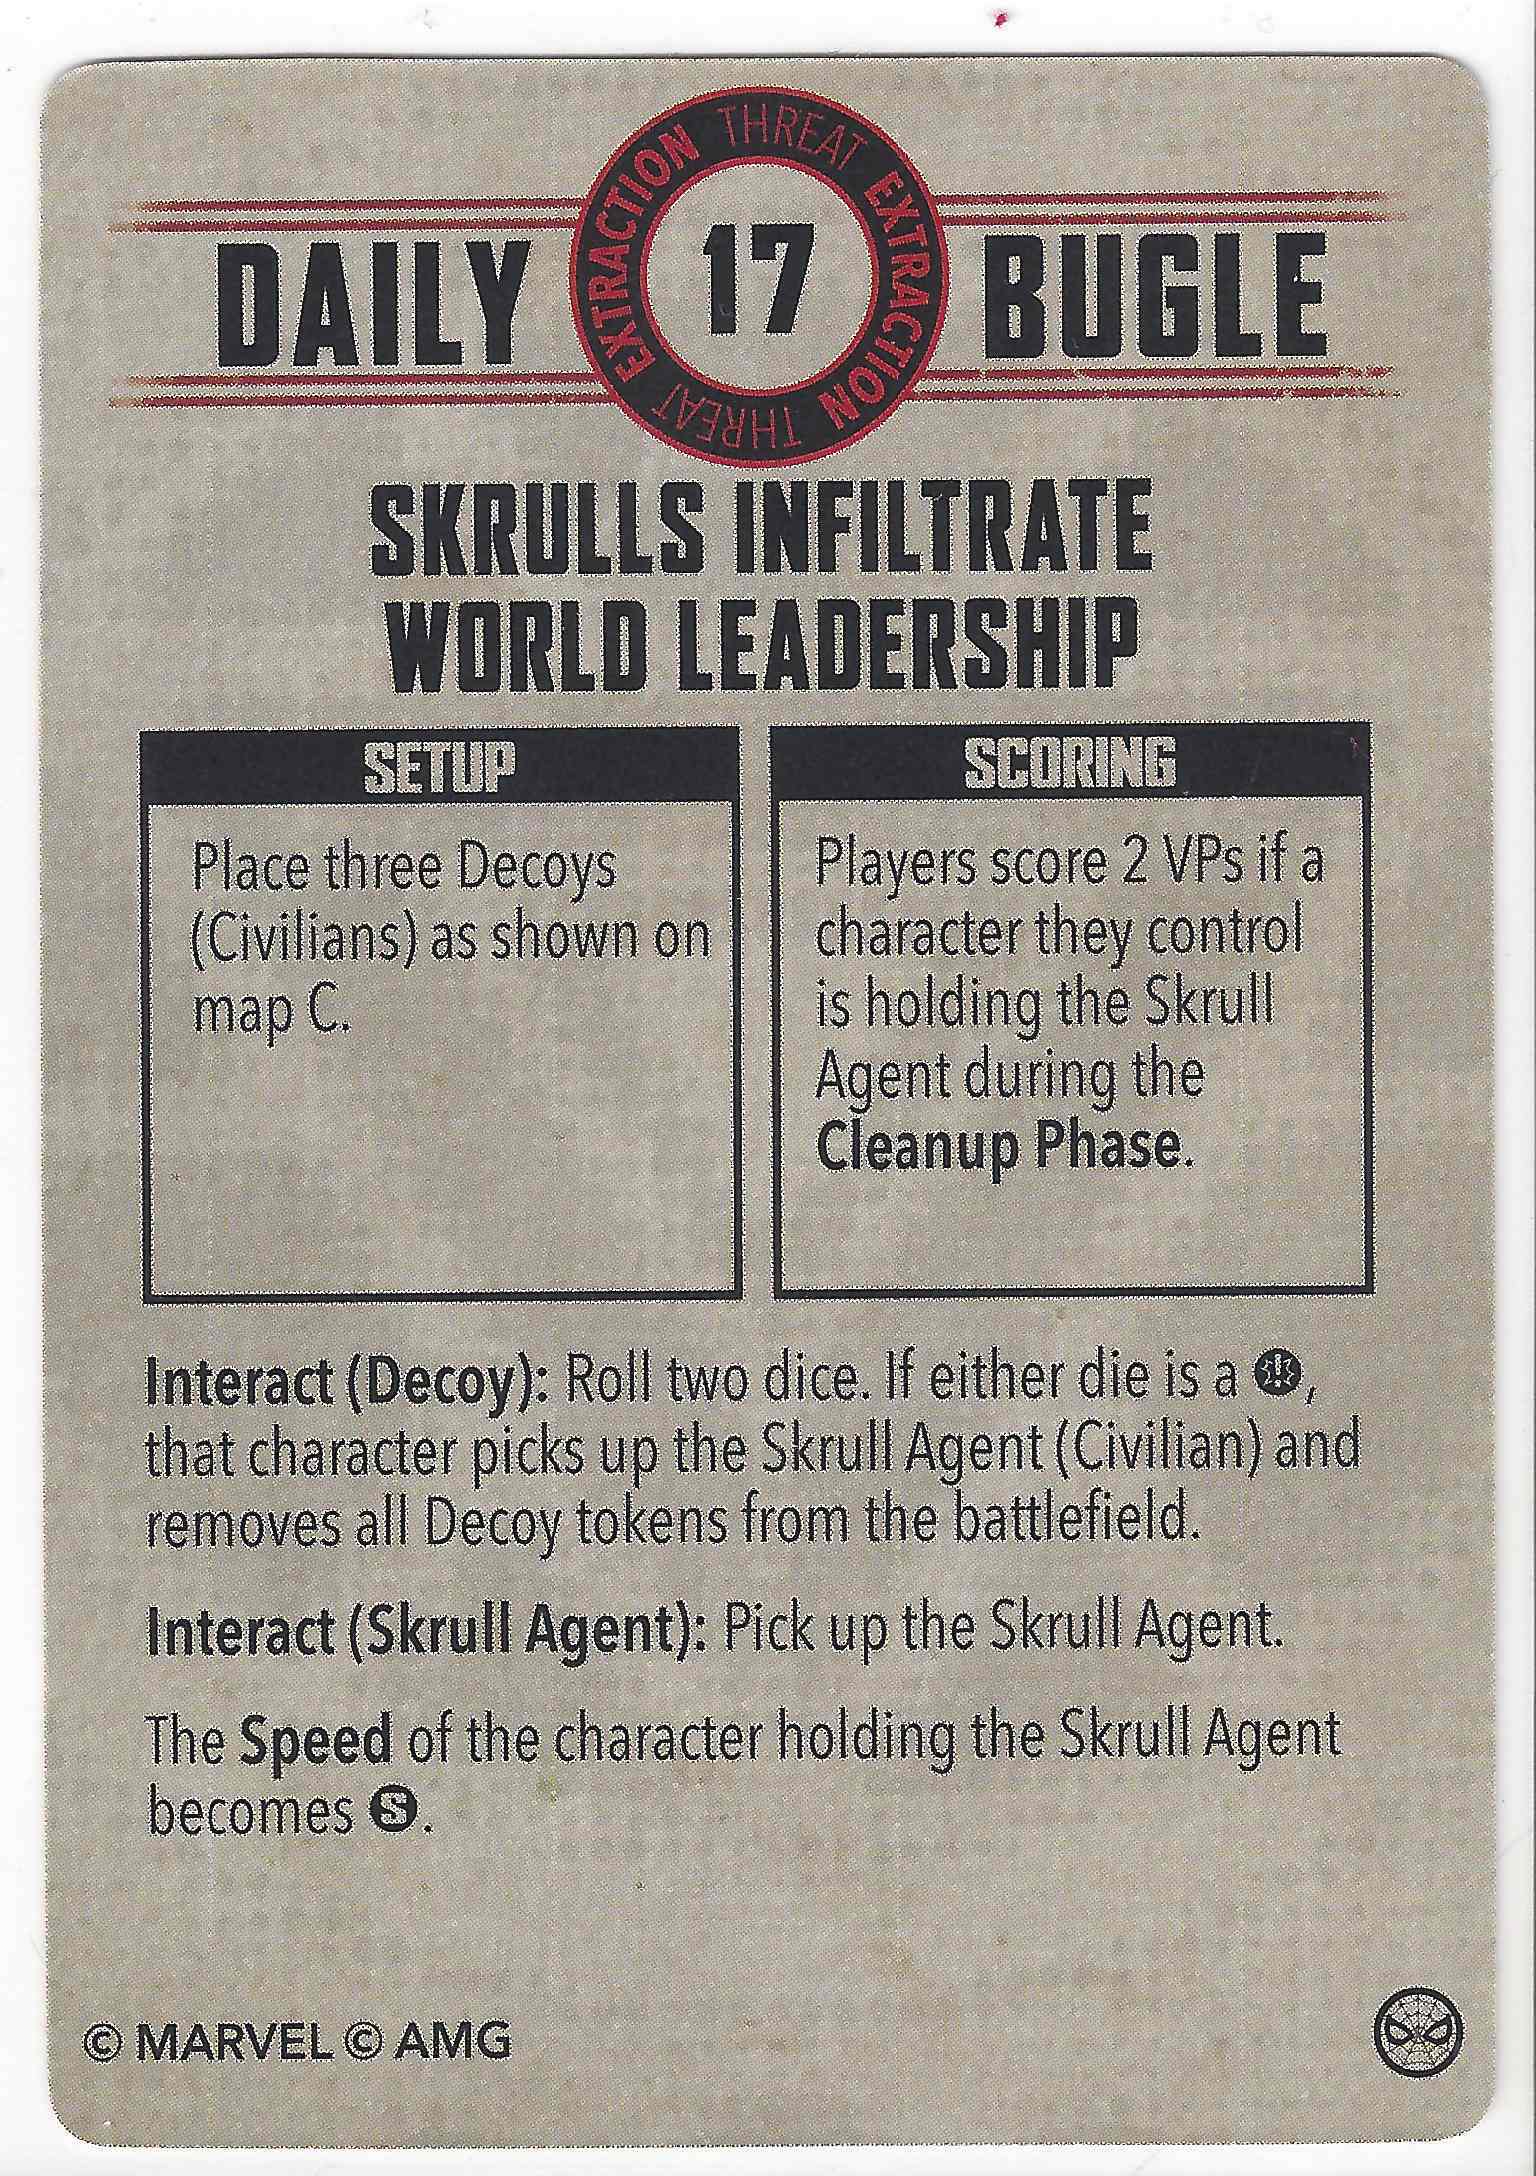 THREAT EXTRACTION THREAT EXTRACTION
DAILY 17 BUGLE
SKRULLS INFILTRATE
WORLD LEADERSHIP
SETUP
Place three Decoys
(Civilians) as shown on
map C.
SCORING
Players score 2 VPs if a
character they control
is holding the Skrull
Agent during the
Cleanup Phase.
Interact (Decoy): Roll two dice. If either die is a ,
that character picks up the Skrull Agent (Civilian) and
removes all Decoy tokens from the battlefield.
Interact (Skrull Agent): Pick up the Skrull Agent.
The Speed of the character holding the Skrull Agent
becomes S.
© MARVEL © AMG